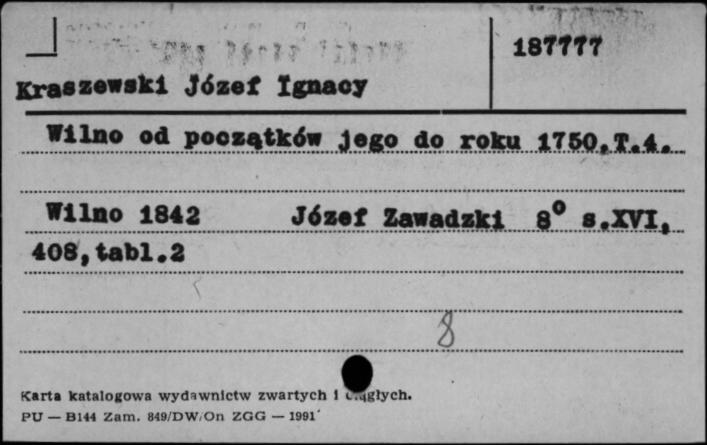 187777
Kraszewski Józef Ignacy
Wilno od początków jego do roku 1750.T.4.
Wilno 1842 Józef Zawadzki 8° s.XVI,
408,tabl.2
8
Karta katalogowa wydawnictw zwartych i ciągłych.
PU — B144 Zam. 849/DW/On ZGG — 1991